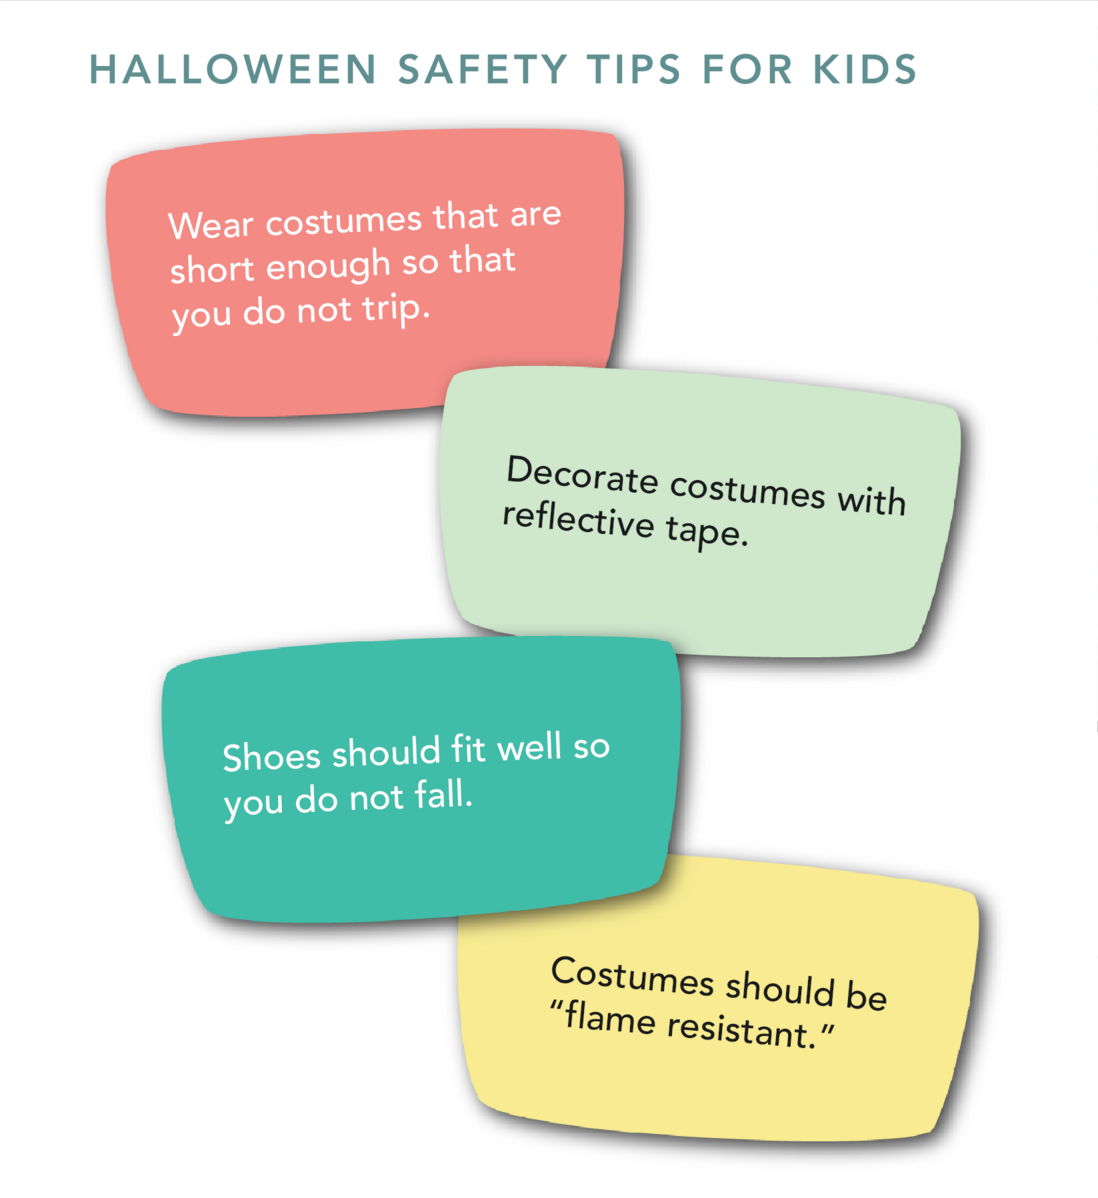 HALLOWEEN SAFETY TIPS FOR KIDS
Wear costumes that are
short enough so that
you do not trip.
Decorate costumes with
reflective tape.
Shoes should fit well so
you do not fall.
Costumes should be
“flame resistant.”